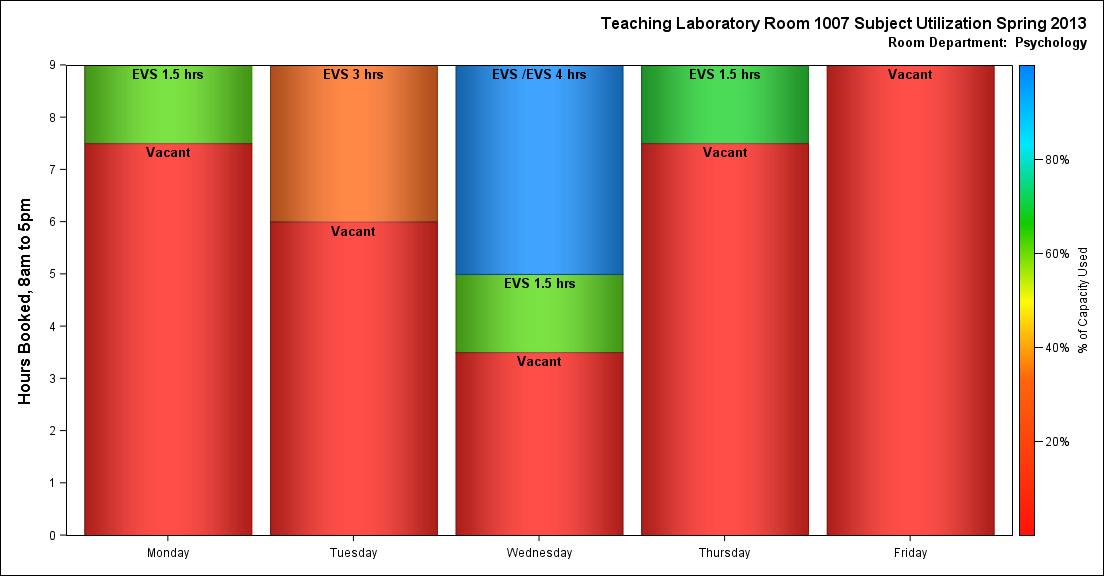 Teaching Laboratory Room 1007 Subject Utilization Spring 2013
Room Department:  Psychology
Hours Booked, 8am to 5pm
9
8
7
6
5
4
3
2
1
0
EVS 1.5 hrs
Vacant
EVS 3 hrs
Vacant
EVS /EVS 4 hrs
EVS 1.5 hrs
Vacant
EVS 1.5 hrs
Vacant
Vacant
Monday
Tuesday
Wednesday
Thursday
Friday
80%
60%
40%
20%
% of Capacity Used